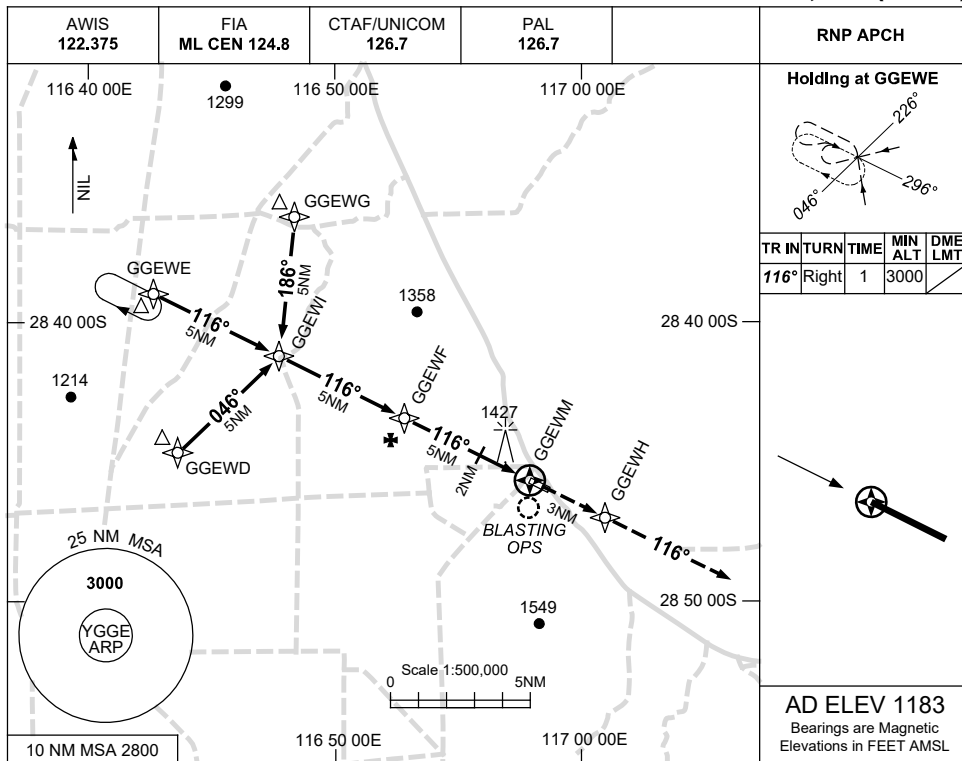 AWIS
122.375
FIA
ML CEN 124.8
CTAF/UNICOM
126.7
PAL
126.7
RNP APCH
116 40 00E
116 50 00E
117 00 00E
1299
NIL
GGEWG
186°
5NM
GGEWE
116°
5NM
GGEWI
28 40 00S
28 40 00S
1358
1214
046°
5NM
GGEWD
116°
5NM
GGEWF
116°
5NM
2NM
1427
GGEWM
3NM
GGEWH
116°
BLASTING
OPS
28 50 00S
1549
25 NM MSA
3000
YGGE
ARP
Scale 1:500,000
0
5NM
10 NM MSA 2800
116 50 00E
117 00 00E
Holding at GGEWE
226°
296°
046°
TR IN TURN TIME MIN ALT DME LMT
116° Right 1 3000
AD ELEV 1183
Bearings are Magnetic
Elevations in FEET AMSL